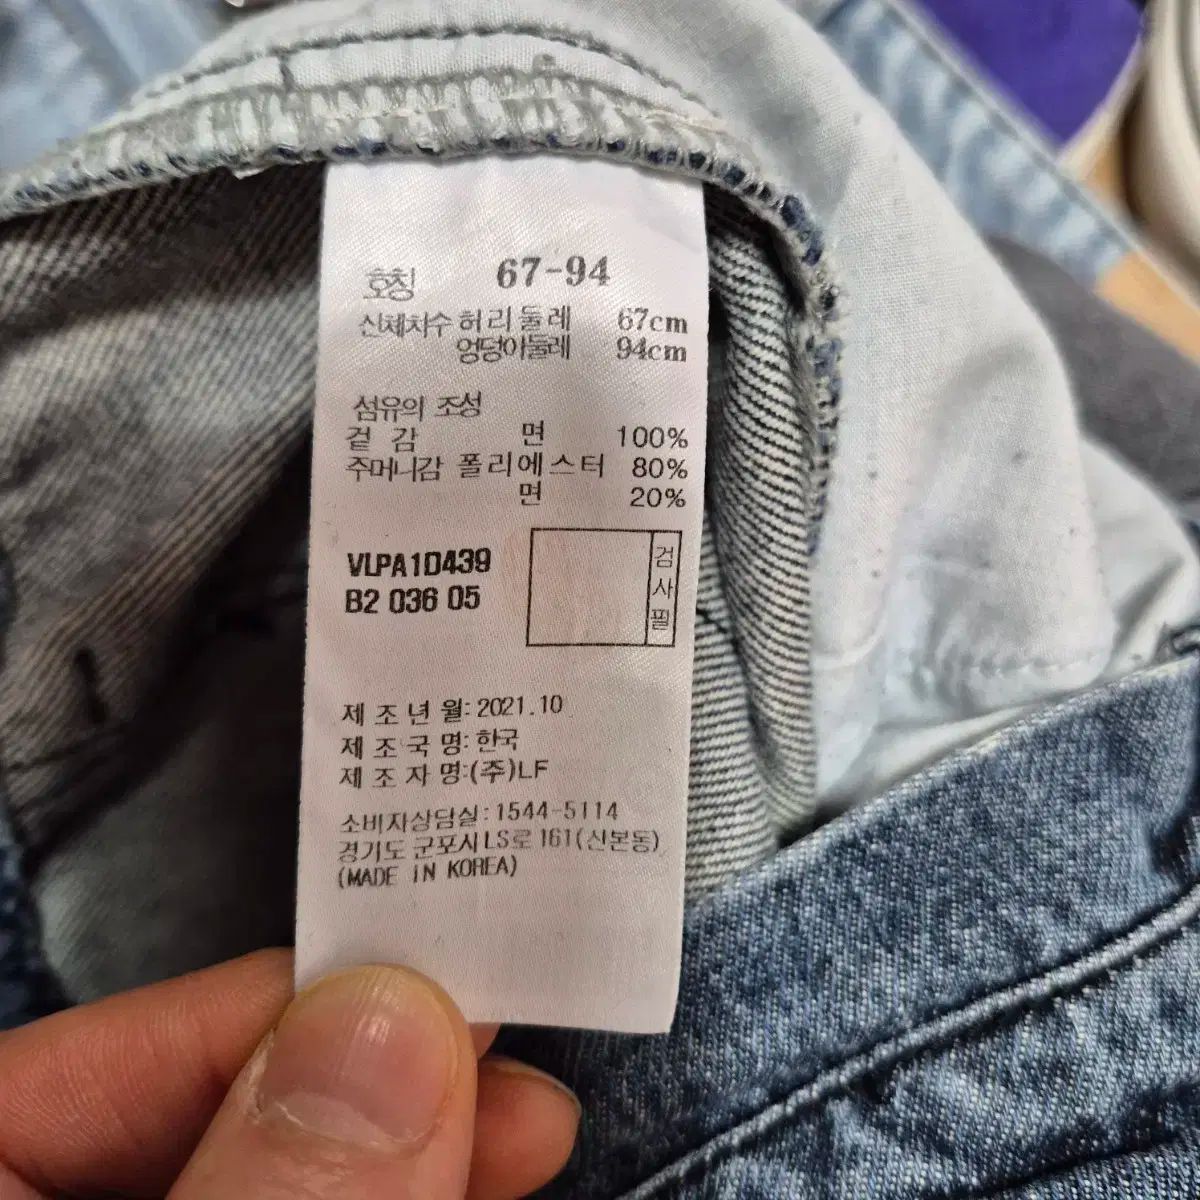 호칭 67-94
신체치수 허리둘레 67cm
엉덩이둘레 94cm
섬유의 조성
겉감 면 100%
주머니감 폴리에스터 80%
면 20%
VLPA1D439
B2 036 05
검사필
제조년월: 2021.10
제조국명: 한국
제조자명: (주)LF
소비자상담실: 1544-5114
경기도 군포시 LS로 161(신본동)
(MADE IN KOREA)